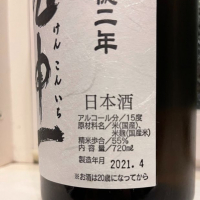 二年
けんこんいち
日本酒
アルコール分／15度
原材料名／米(国産)、
米麹(国産米)
精米歩合／55%
内容量／720㎖
製造年月 2021.4
※お酒は20歳になってから